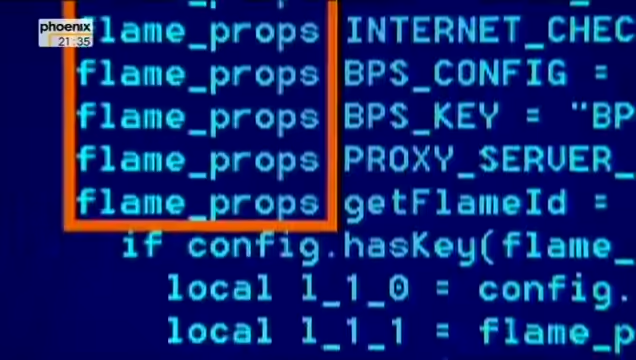 phoenix
21:35
flame_props INTERNET_CHEC
flame_props BPS_CONFIG =
flame_props BPS_KEY = "BP
flame_props PROXY_SERVER_
flame_props getFlameId =
if config.hasKey(flame_
local l_1_0 = config.
local l_1_1 = flame_p